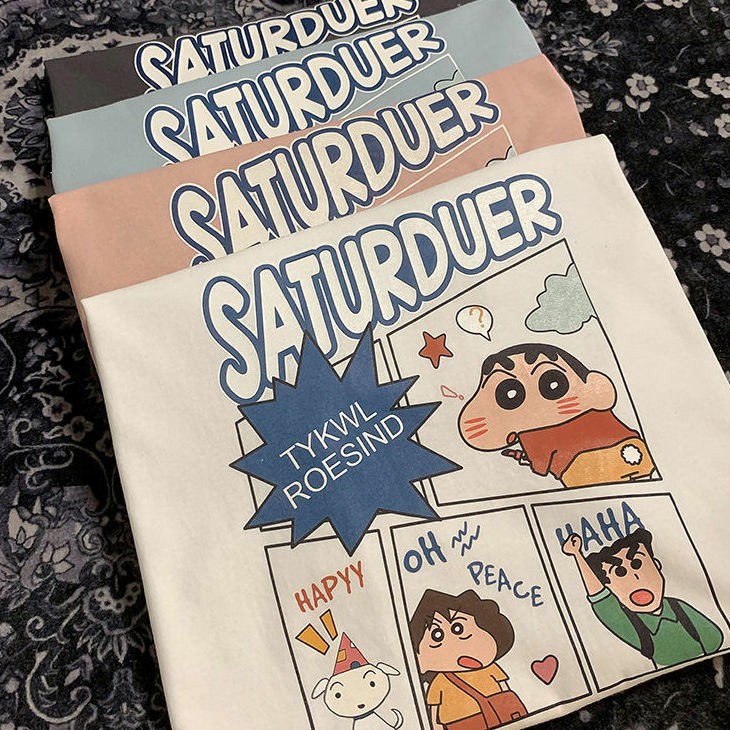 SATURDUER
SATURDUER
SATURDUER
SATURDUER
?
!
TYKWL
ROESIND
HAPYY
OH
PEACE
HAHA